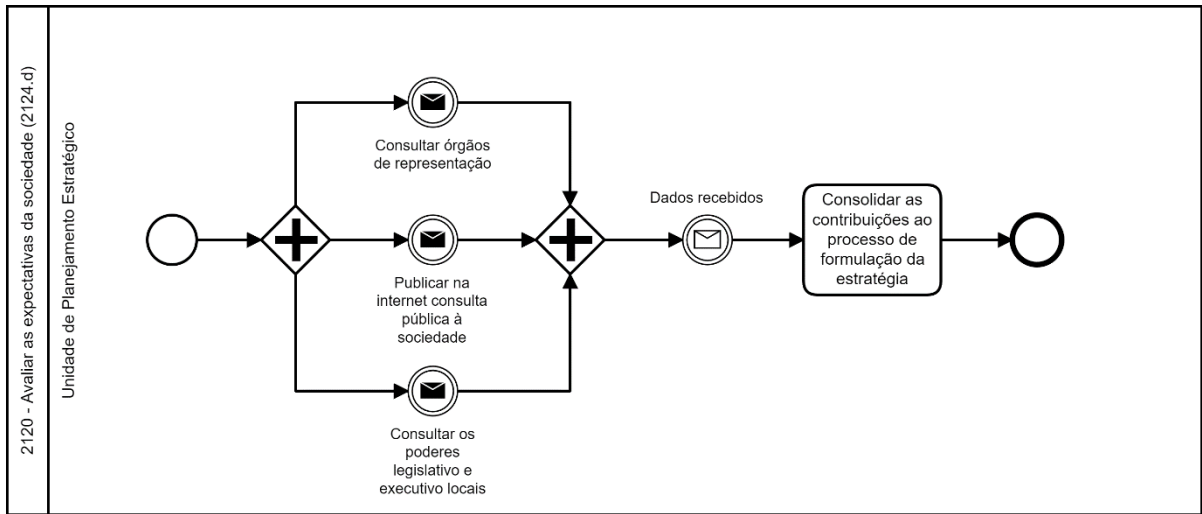 2120 - Avaliar as expectativas da sociedade (2124.d)
Unidade de Planejamento Estratégico
Consultar órgãos
de representação
Publicar na
internet consulta
pública à
sociedade
Consultar os
poderes
legislativo e
executivo locais
Dados recebidos
Consolidar as
contribuições ao
processo de
formulação da
estratégia